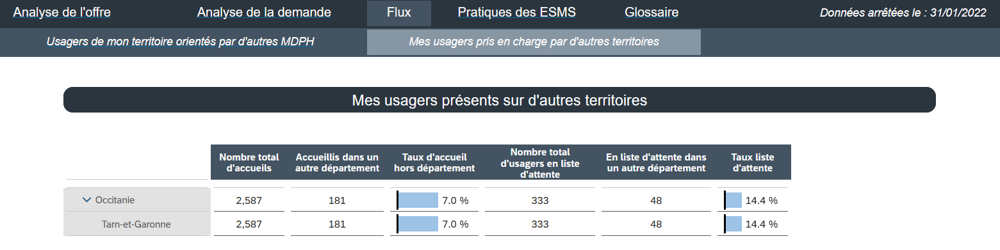 Analyse de l'offre Analyse de la demande Flux Pratiques des ESMS Glossaire Données arrêtées le : 31/01/2022
Usagers de mon territoire orientés par d'autres MDPH Mes usagers pris en charge par d'autres territoires
Mes usagers présents sur d'autres territoires
Nombre total d'accueils
Accueillis dans un autre département
Taux d'accueil hors département
Nombre total d'usagers en liste d'attente
En liste d'attente dans un autre département
Taux liste d'attente
Occitanie 2,587 181 7.0 % 333 48 14.4 %
Tarn-et-Garonne 2,587 181 7.0 % 333 48 14.4 %